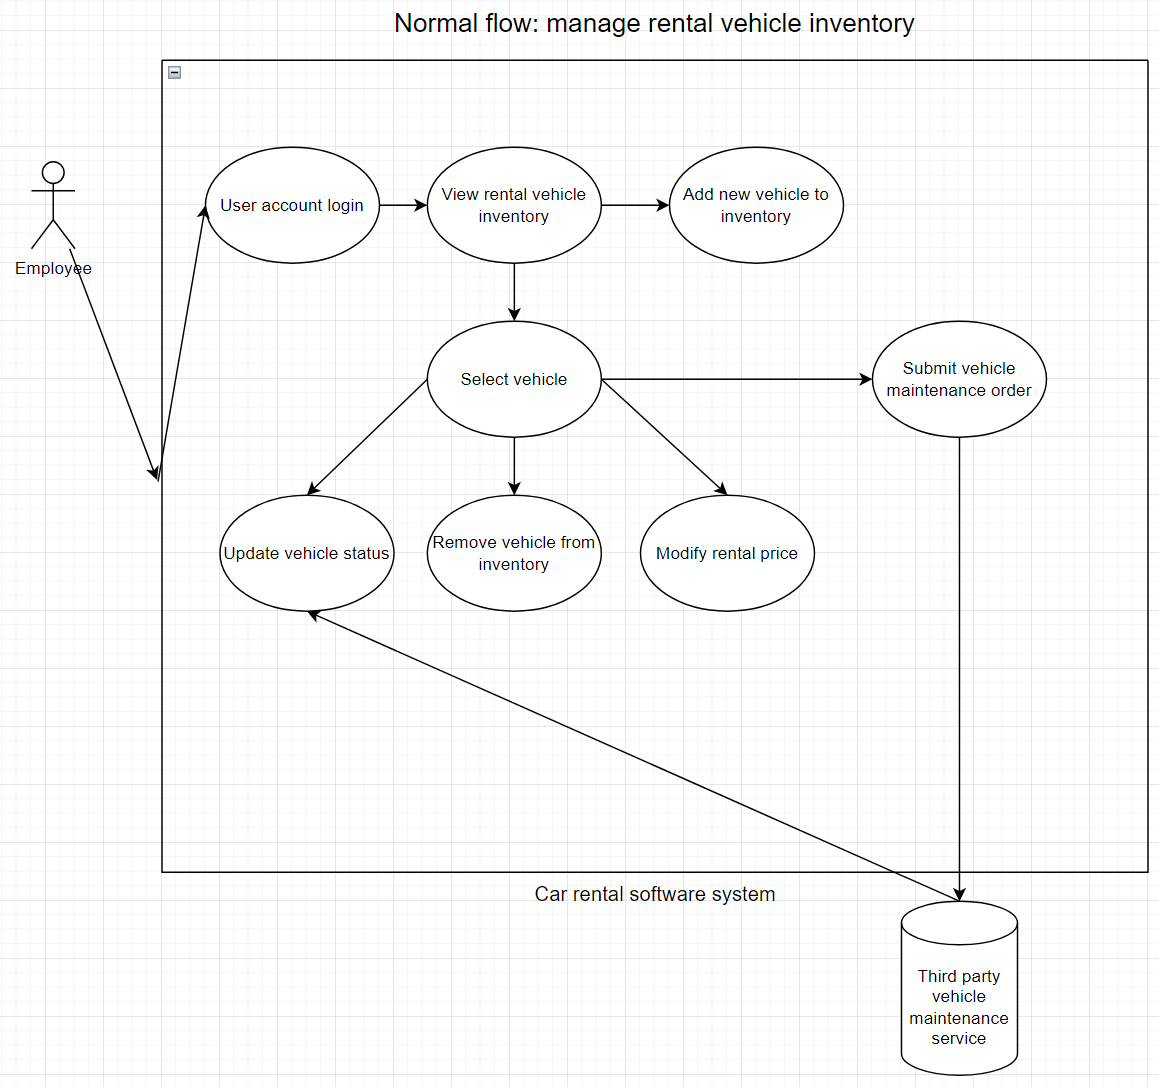 Normal flow: manage rental vehicle inventory
Employee
User account login
View rental vehicle
inventory
Add new vehicle to
inventory
Select vehicle
Submit vehicle
maintenance order
Update vehicle status
Remove vehicle from
inventory
Modify rental price
Car rental software system
Third party
vehicle
maintenance
service